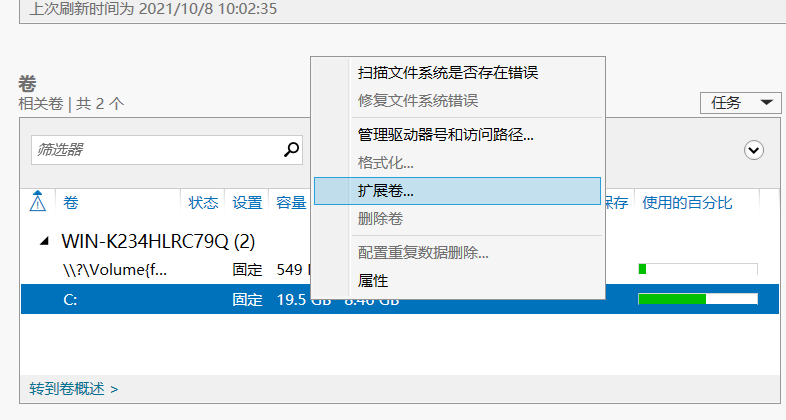 上次刷新时间为 2021/10/8 10:02:35
卷
相关卷 | 共 2 个
任务
筛选器
扫描文件系统是否存在错误
修复文件系统错误
管理驱动器号和访问路径...
格式化...
扩展卷...
删除卷
配置重复数据删除...
属性
卷 状态 设置 容量 保存 使用的百分比
WIN-K234HLRC79Q (2)
\\?\Volume{f... 固定 549
C: 固定 19.5 GB 8.46 GB
转到卷概述 >